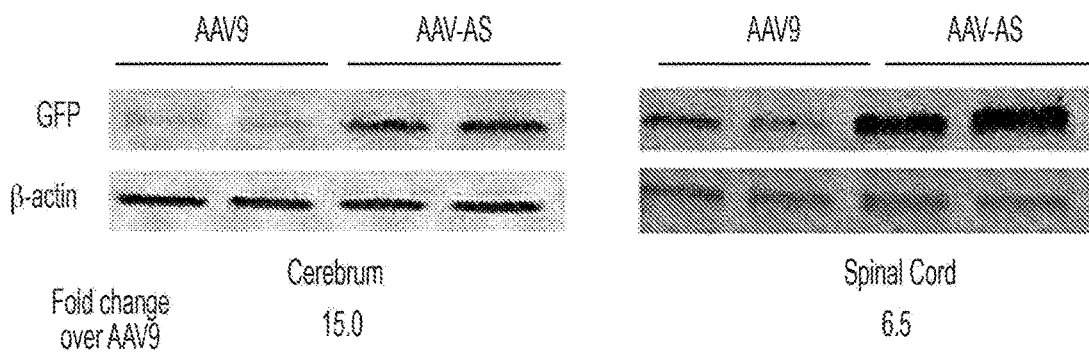 AAV9 AAV-AS AAV9 AAV-AS
GFP
β-actin
Cerebrum Spinal Cord
Fold change
over AAV9
15.0 6.5